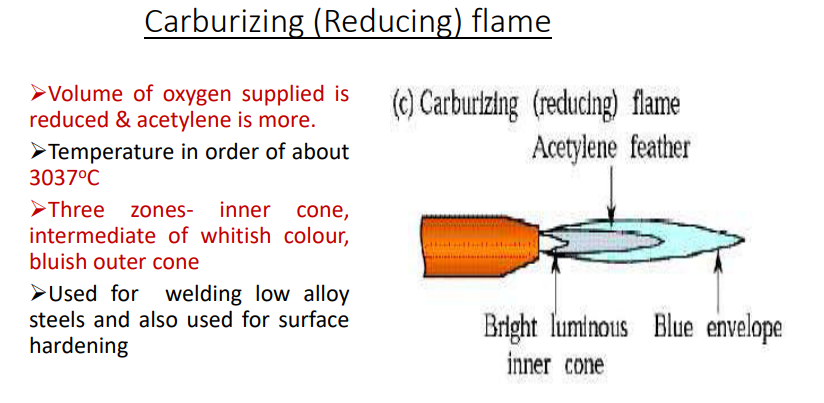 Carburizing (Reducing) flame
➢Volume of oxygen supplied is
reduced & acetylene is more.
➢Temperature in order of about
3037⁰C
➢Three zones- inner cone,
intermediate of whitish colour,
bluish outer cone
➢Used for welding low alloy
steels and also used for surface
hardening
(c) Carburizing (reducing) flame
Acetylene feather
Bright luminous
inner cone
Blue envelope